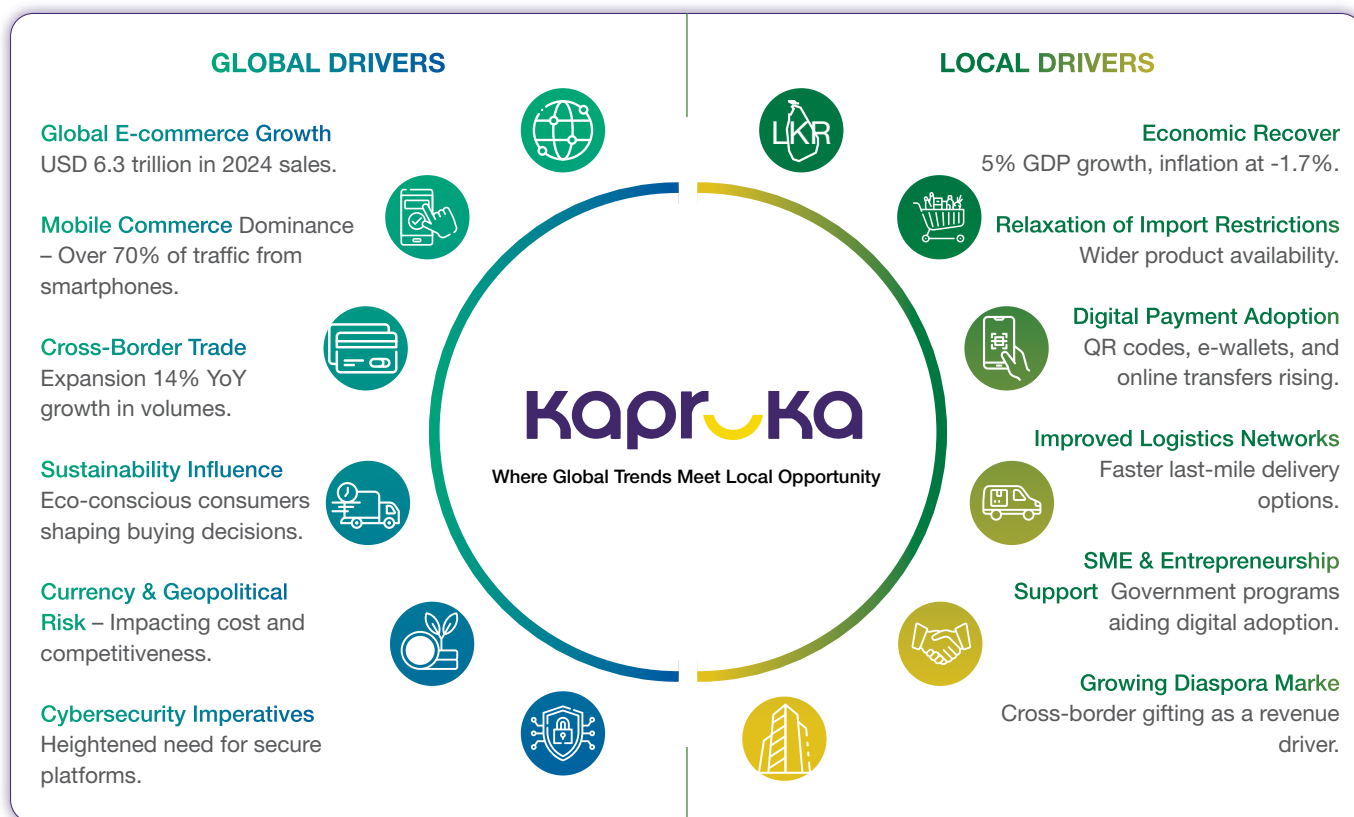 GLOBAL DRIVERS
Global E-commerce Growth
USD 6.3 trillion in 2024 sales.
Mobile Commerce Dominance
– Over 70% of traffic from
smartphones.
Cross-Border Trade
Expansion 14% YoY
growth in volumes.
Sustainability Influence
Eco-conscious consumers
shaping buying decisions.
Currency & Geopolitical
Risk – Impacting cost and
competitiveness.
Cybersecurity Imperatives
Heightened need for secure
platforms.
kapruka
Where Global Trends Meet Local Opportunity
LOCAL DRIVERS
LKR
Economic Recover
5% GDP growth, inflation at -1.7%.
Relaxation of Import Restrictions
Wider product availability.
Digital Payment Adoption
QR codes, e-wallets, and
online transfers rising.
Improved Logistics Networks
Faster last-mile delivery
options.
SME & Entrepreneurship
Support Government programs
aiding digital adoption.
Growing Diaspora Marke
Cross-border gifting as a revenue
driver.